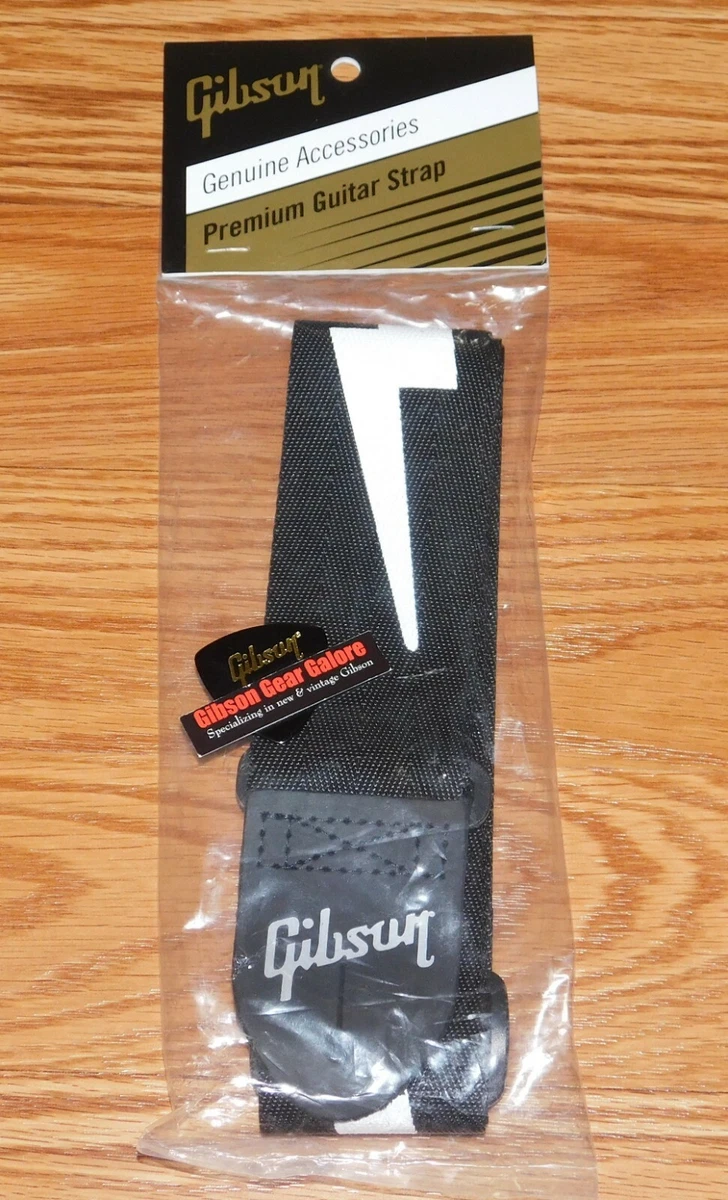 Gibson
Genuine Accessories
Premium Guitar Strap
Gibson
Gibson Gear Galore
Specializing in new & vintage Gibson
Gibson